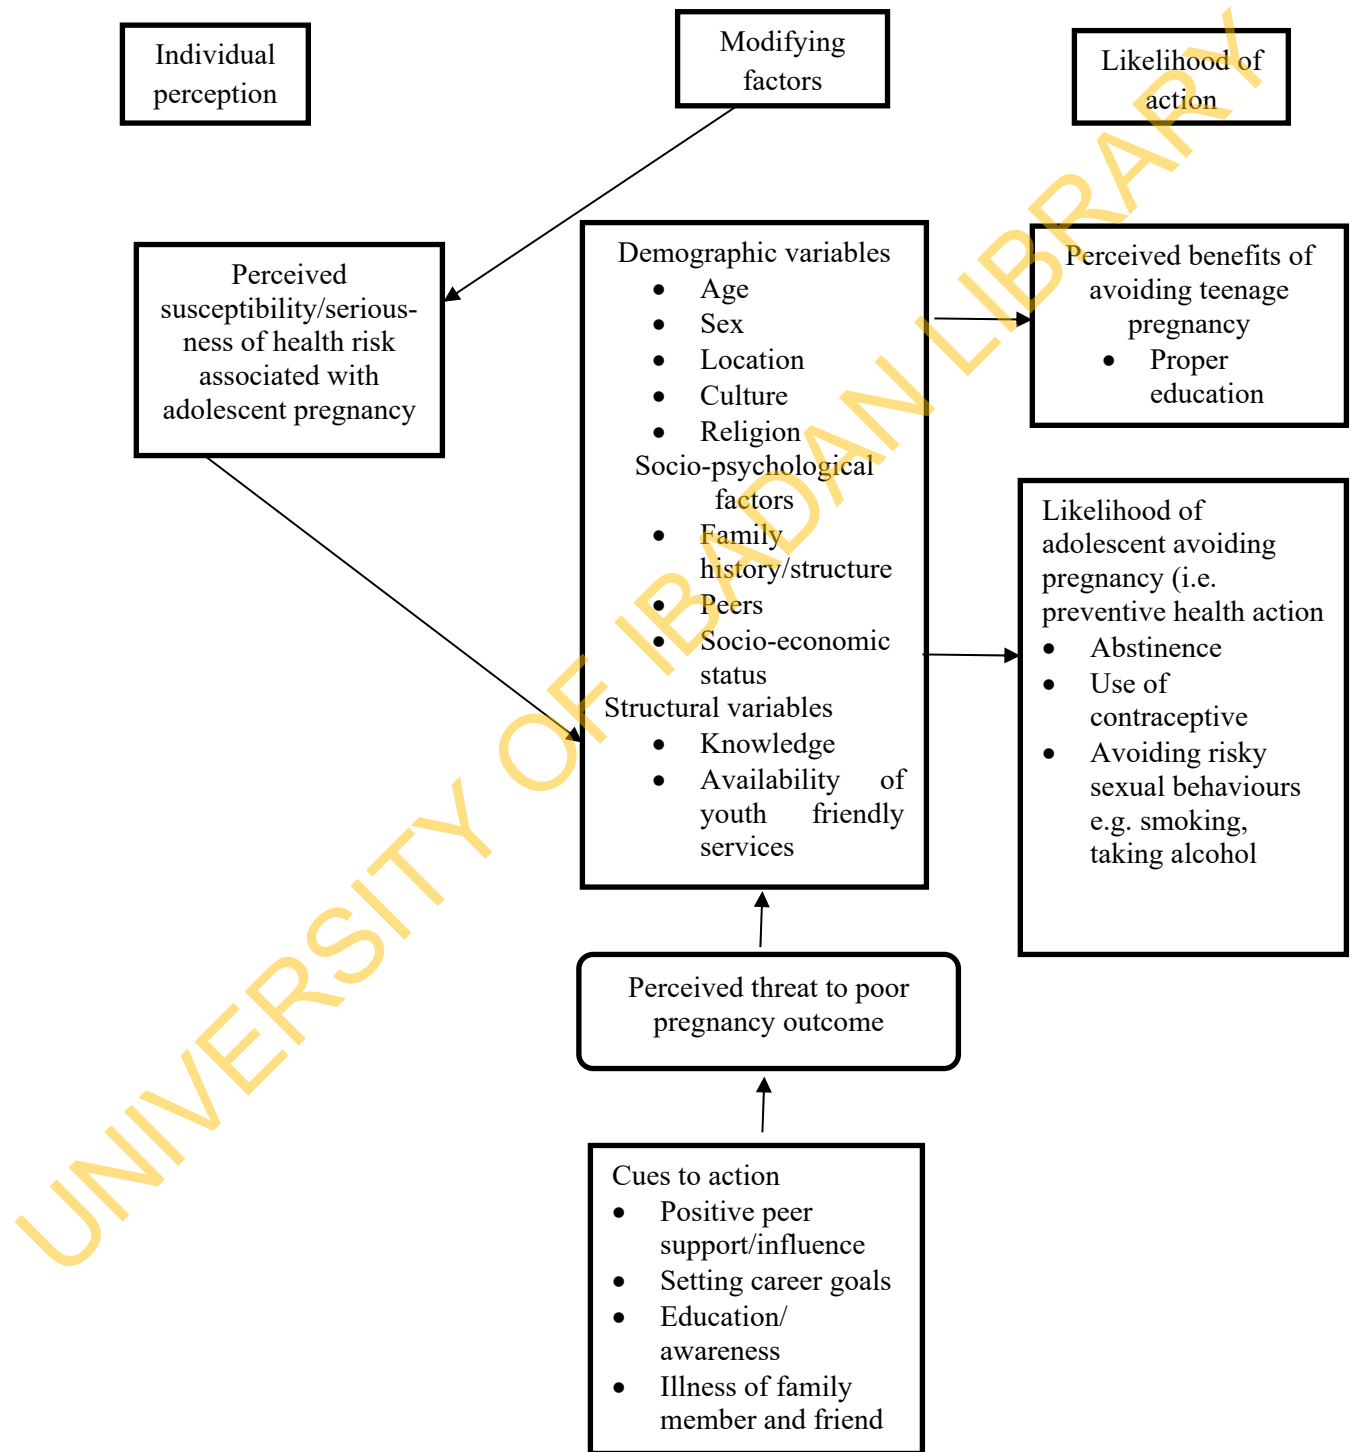 Individual
perception
Modifying
factors
Likelihood of
action
Perceived
susceptibility/serious-
ness of health risk
associated with
adolescent pregnancy
Demographic variables
• Age
• Sex
• Location
• Culture
• Religion
Socio-psychological
factors
• Family
history/structure
• Peers
• Socio-economic
status
Structural variables
• Knowledge
• Availability of
youth friendly
services
Perceived benefits of
avoiding teenage
pregnancy
• Proper
education
Likelihood of
adolescent avoiding
pregnancy (i.e.
preventive health action
• Abstinence
• Use of
contraceptive
• Avoiding risky
sexual behaviours
e.g. smoking,
taking alcohol
Perceived threat to poor
pregnancy outcome
Cues to action
• Positive peer
support/influence
• Setting career goals
• Education/
awareness
• Illness of family
member and friend
UNIVERSITY OF IBADAN LIBRARY